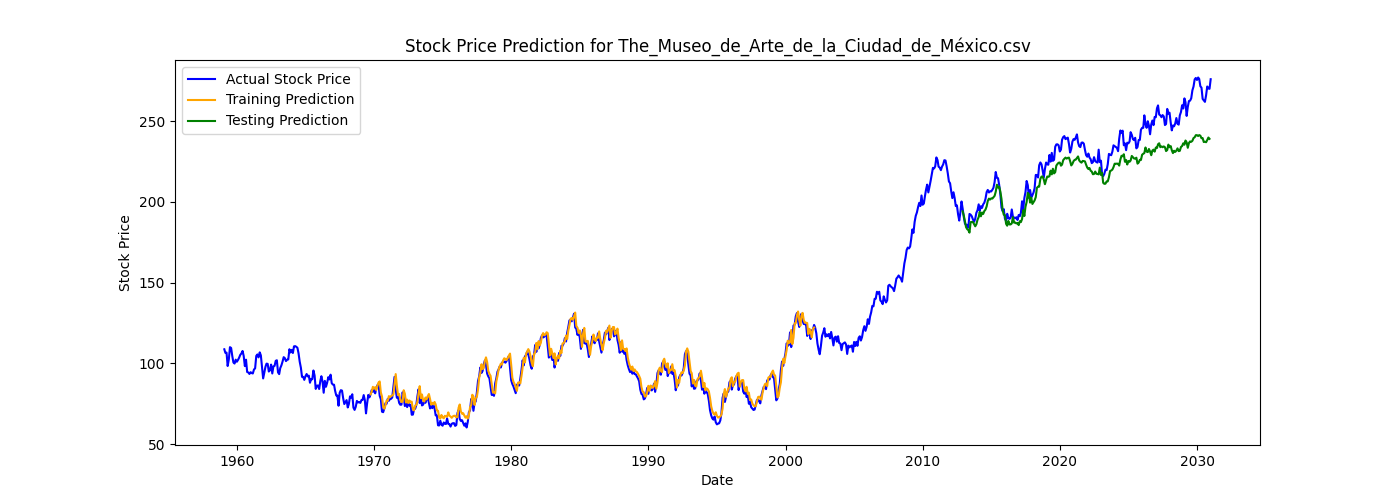 Stock Price Prediction for The_Museo_de_Arte_de_la_Ciudad_de_México.csv
Actual Stock Price
Training Prediction
Testing Prediction
Stock Price
250
200
150
100
50
1960 1970 1980 1990 2000 2010 2020 2030
Date